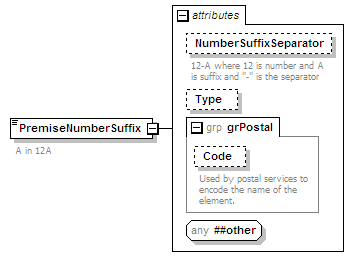 attributes
NumberSuffixSeparator
12-A where 12 is number and A
is suffix and "-" is the separator
Type
PremiseNumberSuffix
A in 12A
grp grPostal
Code
Used by postal services to
encode the name of the
element.
any ##other